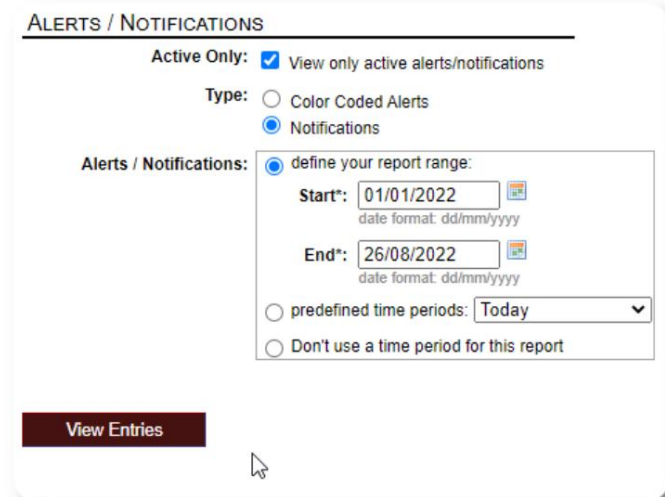 ALERTS / NOTIFICATIONS
Active Only: View only active alerts/notifications
Type: Color Coded Alerts
Notifications
Alerts / Notifications: define your report range:
Start*: 01/01/2022
date format: dd/mm/yyyy
End*: 26/08/2022
date format: dd/mm/yyyy
predefined time periods: Today
Don't use a time period for this report
View Entries